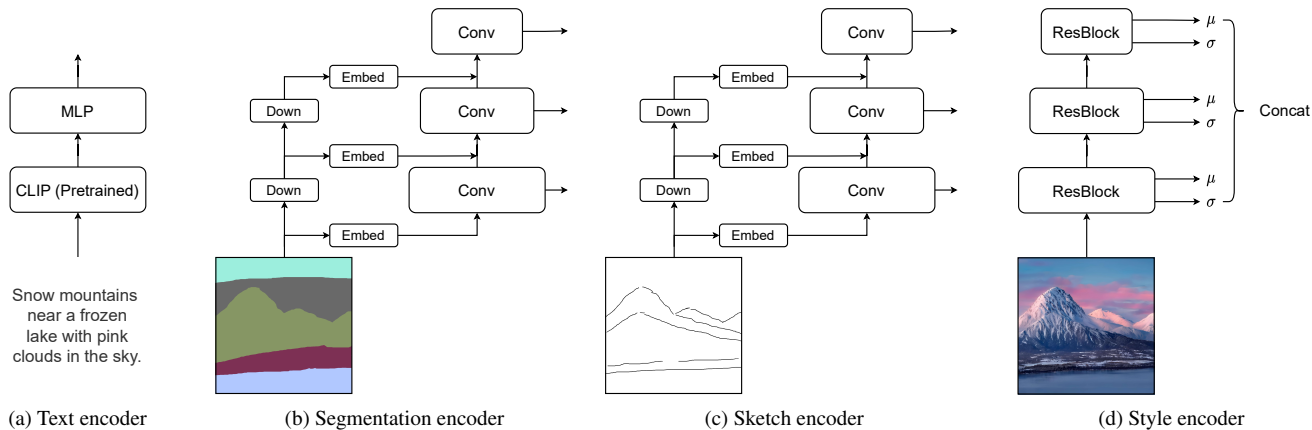 MLP
CLIP (Pretrained)
Snow mountains
near a frozen
lake with pink
clouds in the sky.
(a) Text encoder
Conv
Embed
Down
Conv
Embed
Down
Conv
Embed
(b) Segmentation encoder
Conv
Embed
Down
Conv
Embed
Down
Conv
Embed
(c) Sketch encoder
ResBlock
μ
σ
ResBlock
μ
σ
Concat
ResBlock
μ
σ
(d) Style encoder